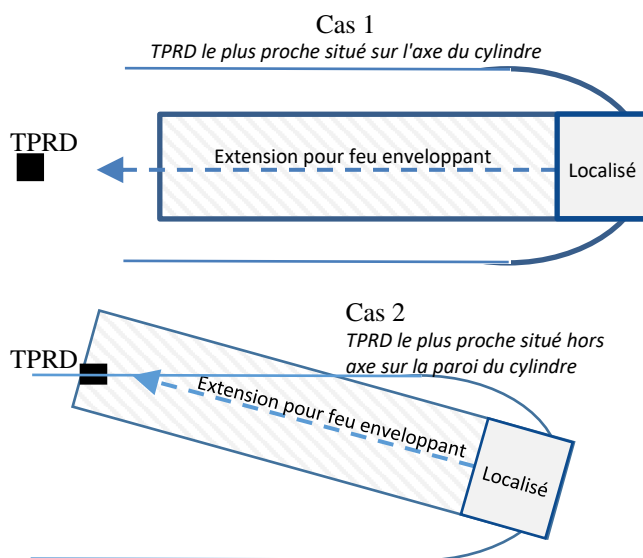 Cas 1
TPRD le plus proche situé sur l'axe du cylindre
TPRD
Extension pour feu enveloppant
Localisé
Cas 2
TPRD le plus proche situé hors
axe sur la paroi du cylindre
TPRD
Extension pour feu enveloppant
Localisé